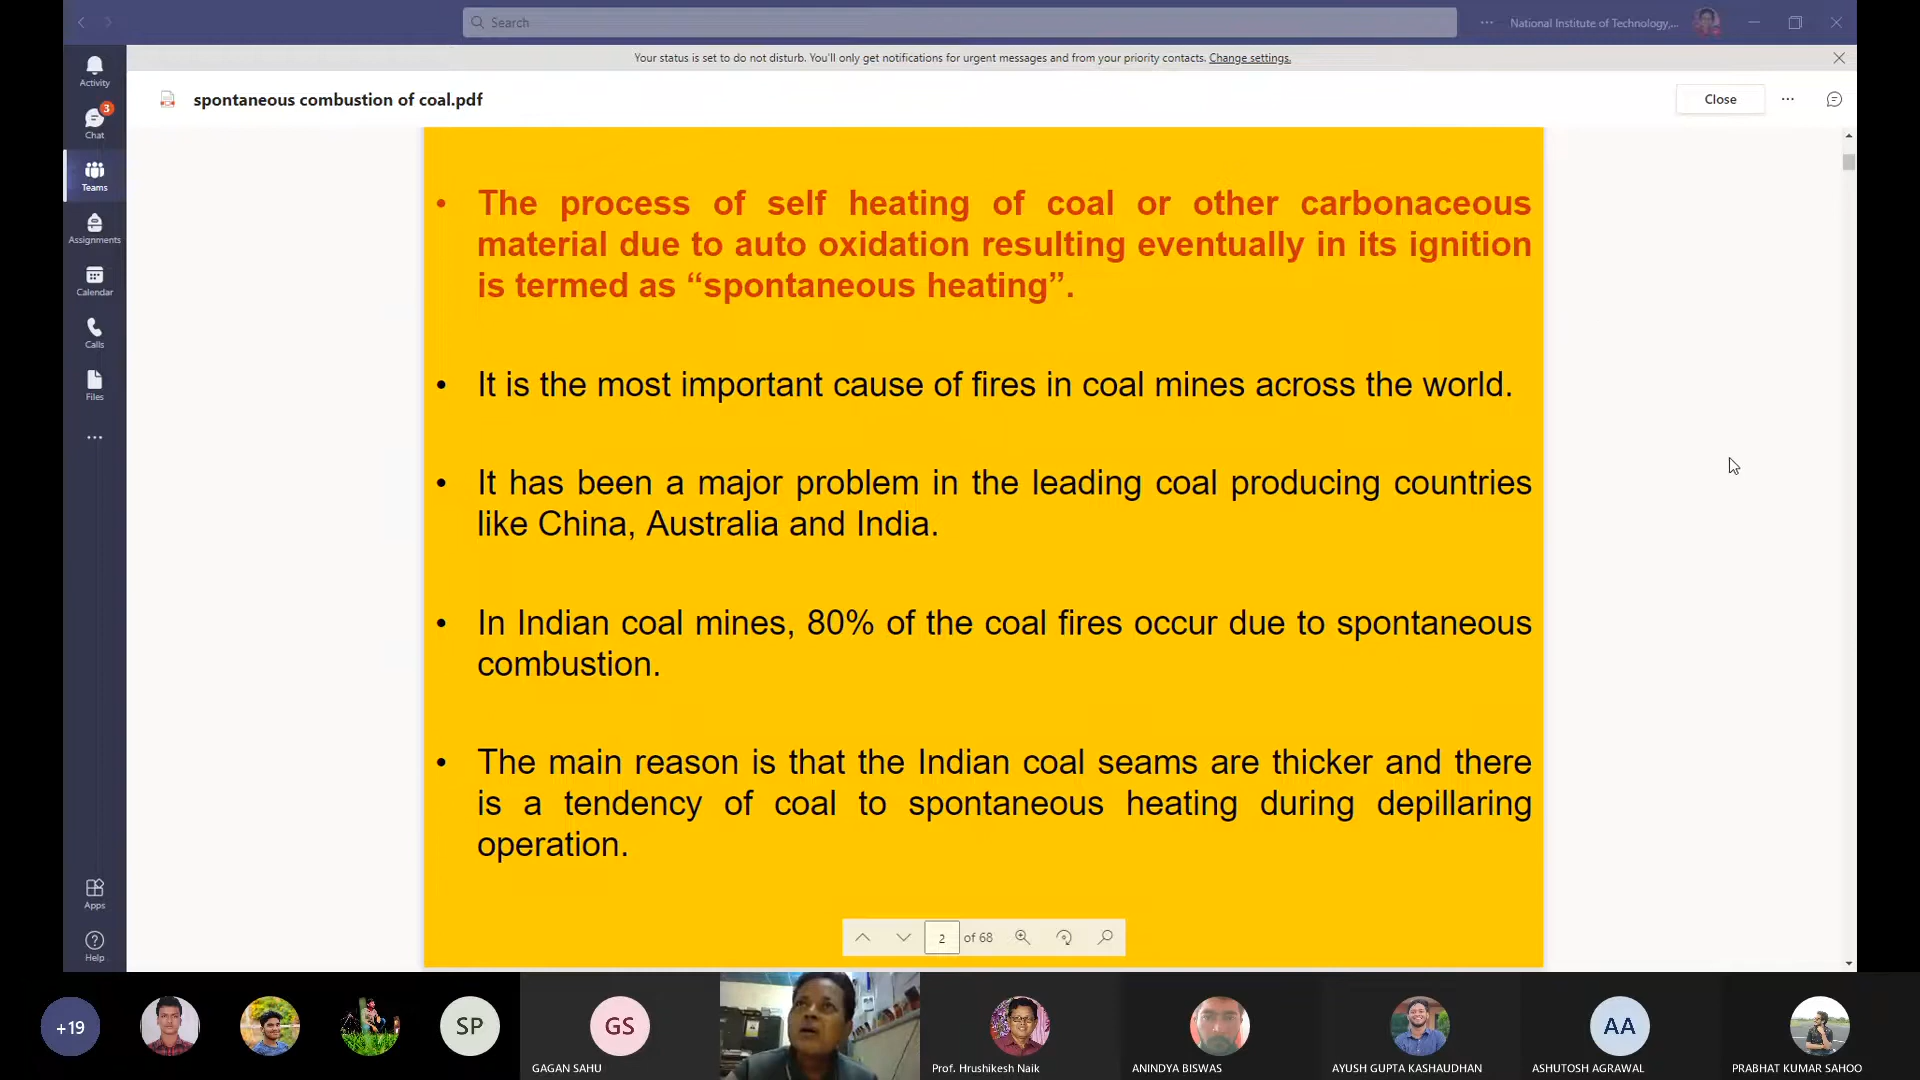 Search
National Institute of Technology,...
Your status is set to do not disturb. You'll only get notifications for urgent messages and from your priority contacts. Change settings.
Activity
3
Chat
Teams
Assignments
Calendar
Calls
Files
Apps
Help
spontaneous combustion of coal.pdf
Close
• The process of self heating of coal or other carbonaceous
material due to auto oxidation resulting eventually in its ignition
is termed as “spontaneous heating”.
• It is the most important cause of fires in coal mines across the world.
• It has been a major problem in the leading coal producing countries
like China, Australia and India.
• In Indian coal mines, 80% of the coal fires occur due to spontaneous
combustion.
• The main reason is that the Indian coal seams are thicker and there
is a tendency of coal to spontaneous heating during depillaring
operation.
2 of 68
+19
SP
GS
GAGAN SAHU
Prof. Hrushikesh Naik
ANINDYA BISWAS
AYUSH GUPTA KASHAUDHAN
AA
ASHUTOSH AGRAWAL
PRABHAT KUMAR SAHOO